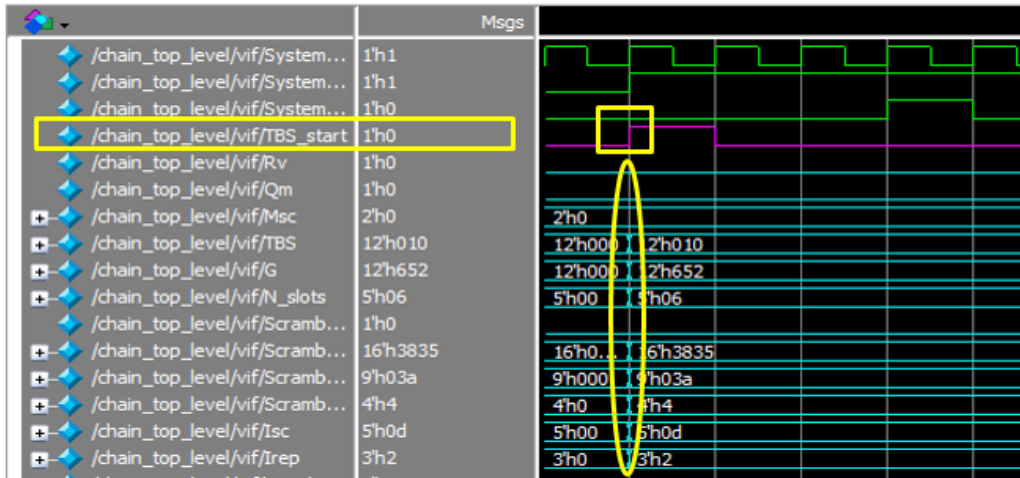 Msgs
/chain_top_level/vif/System... 1'h1
/chain_top_level/vif/System... 1'h1
/chain_top_level/vif/System... 1'h0
/chain_top_level/vif/TBS_start 1'h0
/chain_top_level/vif/Rv 1'h0
/chain_top_level/vif/Qm 1'h0
/chain_top_level/vif/Msc 2'h0 2'h0
/chain_top_level/vif/TBS 12'h010 12'h000 12'h010
/chain_top_level/vif/G 12'h652 12'h000 12'h652
/chain_top_level/vif/N_slots 5'h06 5'h00 5'h06
/chain_top_level/vif/Scramb... 1'h0
/chain_top_level/vif/Scramb... 16'h3835 16'h0... 16'h3835
/chain_top_level/vif/Scramb... 9'h03a 9'h000 9'h03a
/chain_top_level/vif/Scramb... 4'h4 4'h0 4'h4
/chain_top_level/vif/Isc 5'h0d 5'h00 5'h0d
/chain_top_level/vif/Irep 3'h2 3'h0 3'h2